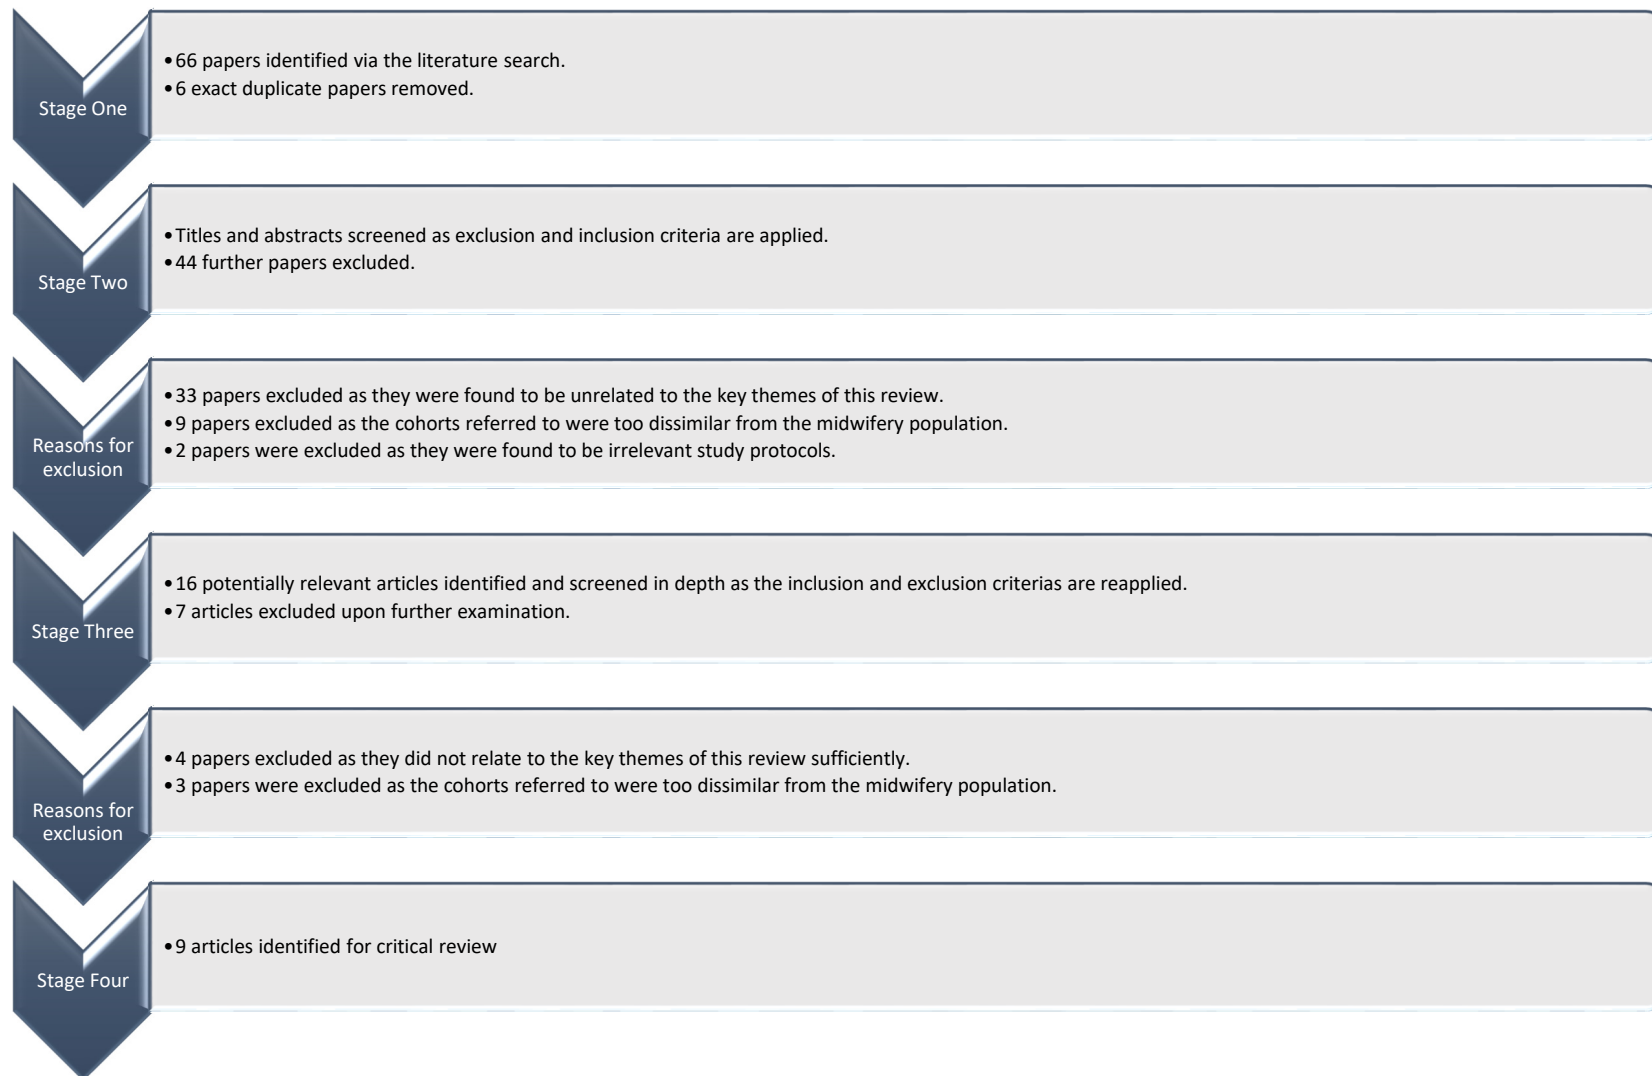 Stage One
•66 papers identified via the literature search.
•6 exact duplicate papers removed.
Stage Two
•Titles and abstracts screened as exclusion and inclusion criteria are applied.
•44 further papers excluded.
Reasons for
exclusion
•33 papers excluded as they were found to be unrelated to the key themes of this review.
•9 papers excluded as the cohorts referred to were too dissimilar from the midwifery population.
•2 papers were excluded as they were found to be irrelevant study protocols.
Stage Three
•16 potentially relevant articles identified and screened in depth as the inclusion and exclusion criterias are reapplied.
•7 articles excluded upon further examination.
Reasons for
exclusion
•4 papers excluded as they did not relate to the key themes of this review sufficiently.
•3 papers were excluded as the cohorts referred to were too dissimilar from the midwifery population.
Stage Four
•9 articles identified for critical review